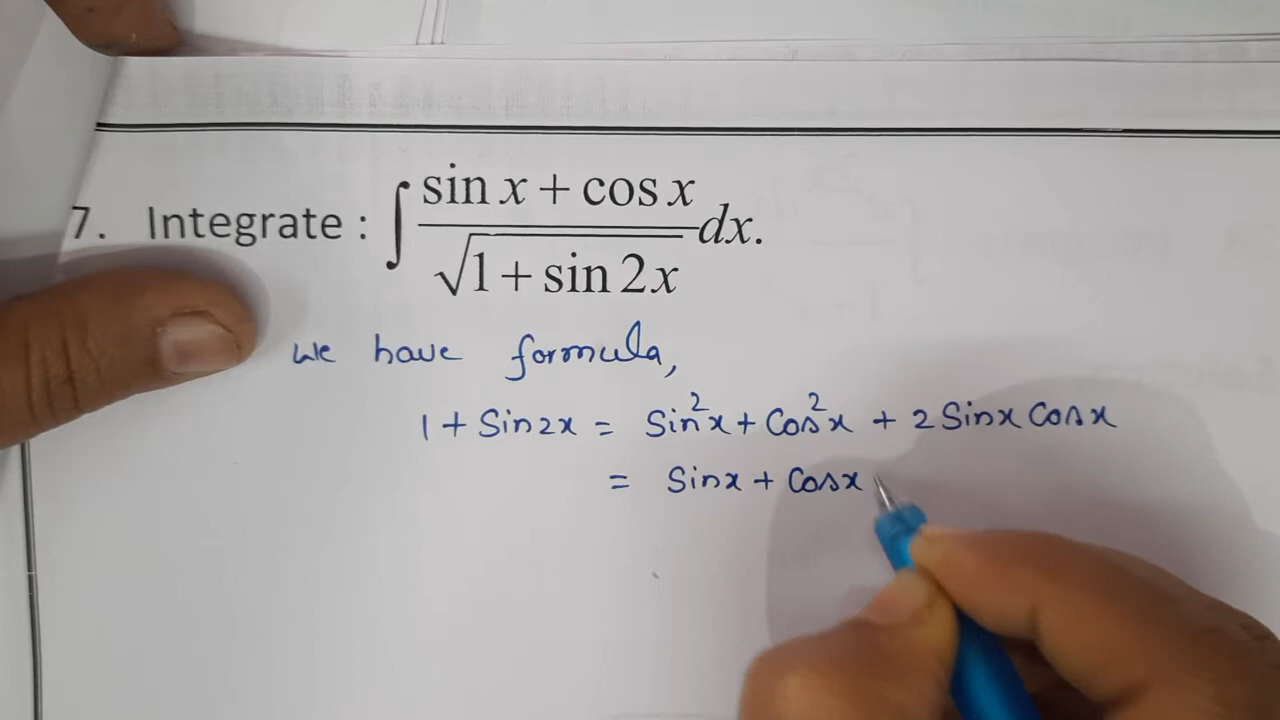 7. Integrate : ∫ sin x + cos x / √1 + sin 2x dx.
We have formula,
1 + Sin2x = Sin²x + Cos²x + 2 Sinx Cosx
= Sinx + Cosx